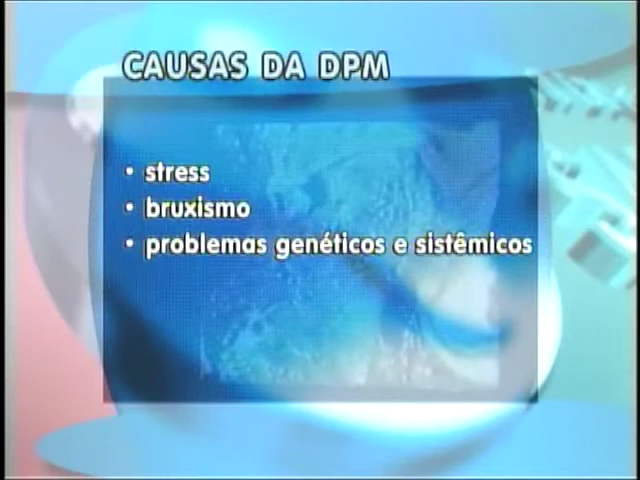 CAUSAS DA DPM
• stress
• bruxismo
• problemas genéticos e sistêmicos